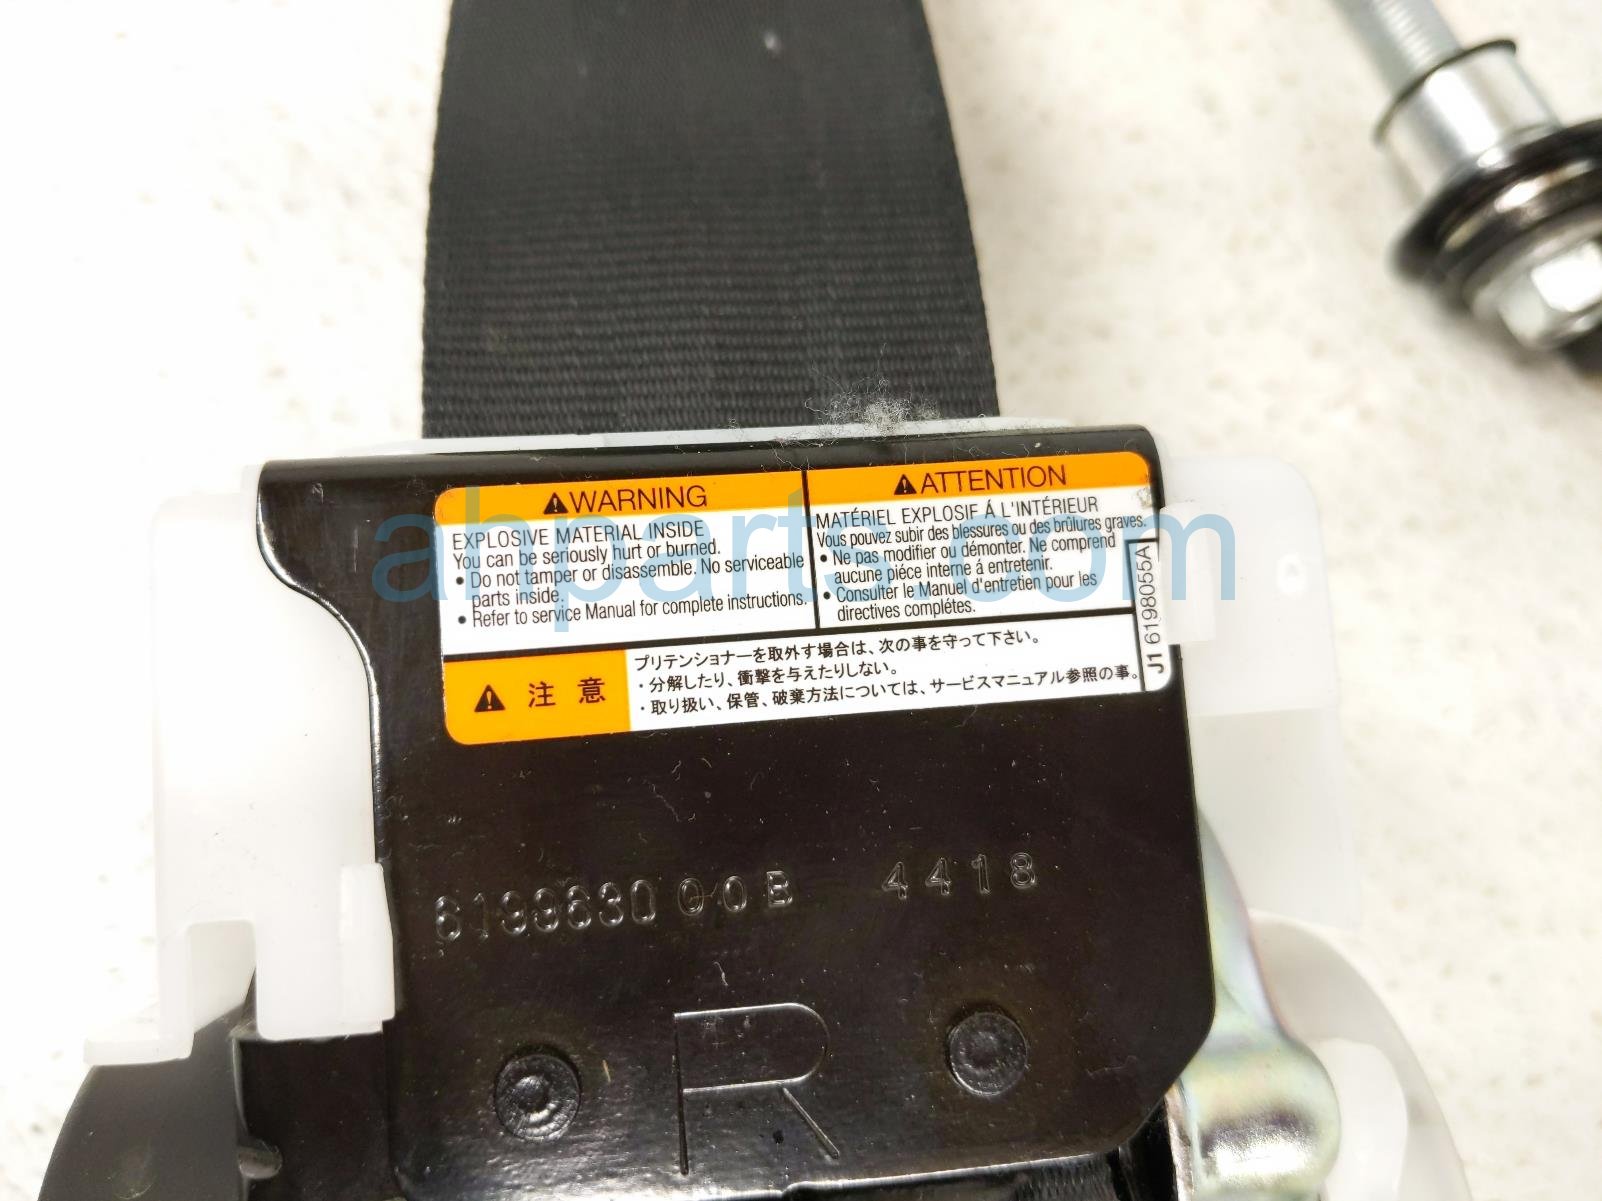 WARNING
EXPLOSIVE MATERIAL INSIDE
You can be seriously hurt or burned.
• Do not tamper or disassemble. No serviceable
parts inside.
• Refer to service Manual for complete instructions.
ATTENTION
MATÉRIEL EXPLOSIF Á L'INTÉRIEUR
Vous pouvez subir des blessures ou des brûlures graves.
• Ne pas modifier ou démonter. Ne comprend
aucune piéce interne á entretenir.
• Consulter le Manuel d'entretien pour les
directives complétes.
J1 6198055A
注 意
プリテンショナーを取外す場合は、次の事を守って下さい。
・分解したり、衝撃を与えたりしない。
・取り扱い、保管、破棄方法については、サービスマニュアル参照の事。
ahparts.com
6199630 00B 4418
R